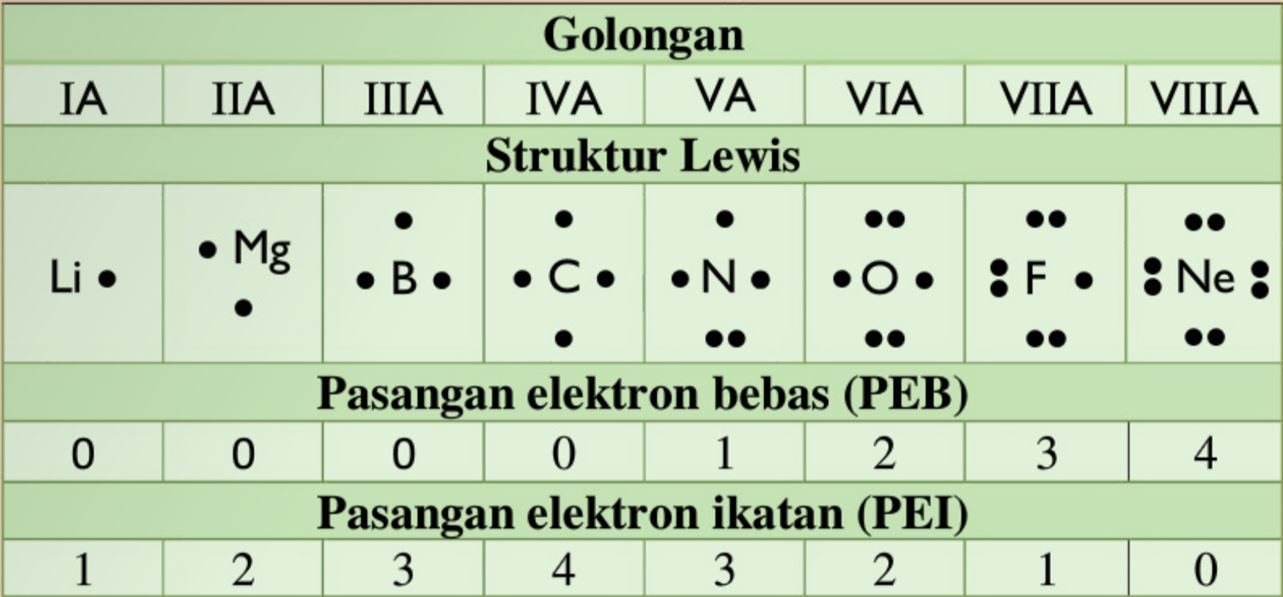 Golongan
IA IIA IIIA IVA VA VIA VIIA VIIIA
Struktur Lewis
Li Mg B C N O F Ne
Pasangan elektron bebas (PEB)
0 0 0 0 1 2 3 4
Pasangan elektron ikatan (PEI)
1 2 3 4 3 2 1 0